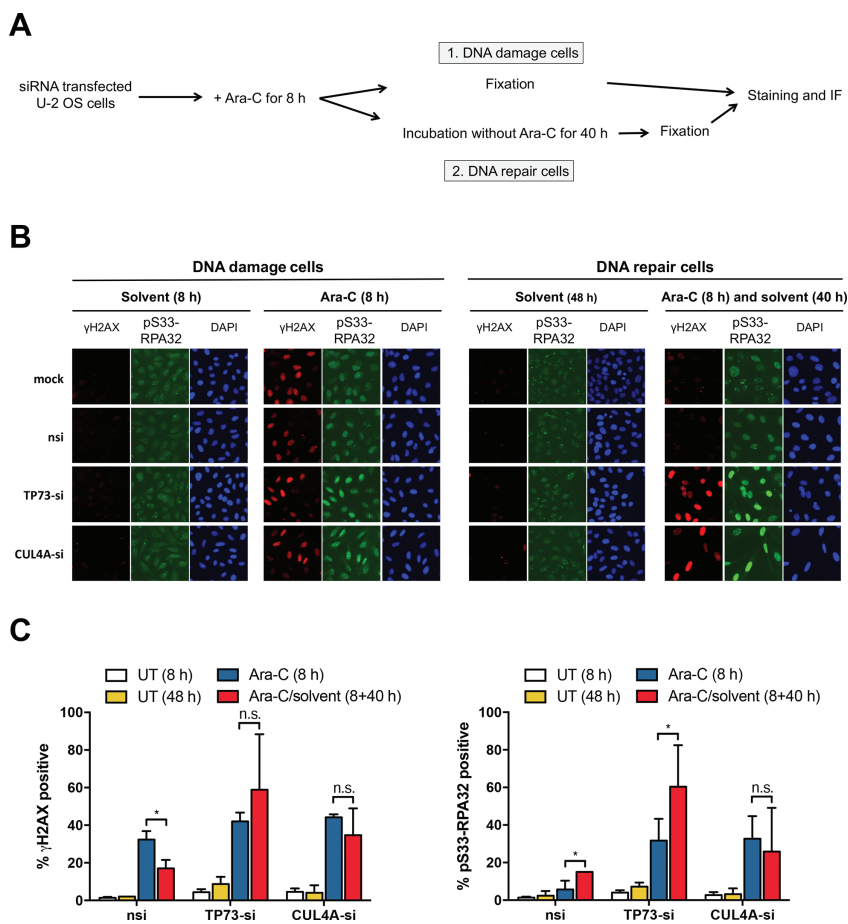 A
1. DNA damage cells
siRNA transfected
U-2 OS cells
+ Ara-C for 8 h
Fixation
Staining and IF
Incubation without Ara-C for 40 h
Fixation
2. DNA repair cells
B
DNA damage cells
DNA repair cells
Solvent (8 h)
Ara-C (8 h)
Solvent (48 h)
Ara-C (8 h) and solvent (40 h)
γH2AX
pS33-
RPA32
DAPI
γH2AX
pS33-
RPA32
DAPI
γH2AX
pS33-
RPA32
DAPI
γH2AX
pS33-
RPA32
DAPI
mock
nsi
TP73-si
CUL4A-si
C
UT (8 h)
Ara-C (8 h)
UT (48 h)
Ara-C/solvent (8+40 h)
% γH2AX positive
100
80
60
40
20
0
*
n.s.
n.s.
nsi
TP73-si
CUL4A-si
UT (8 h)
Ara-C (8 h)
UT (48 h)
Ara-C/solvent (8+40 h)
% pS33-RPA32 positive
100
80
60
40
20
0
*
*
n.s.
nsi
TP73-si
CUL4A-si